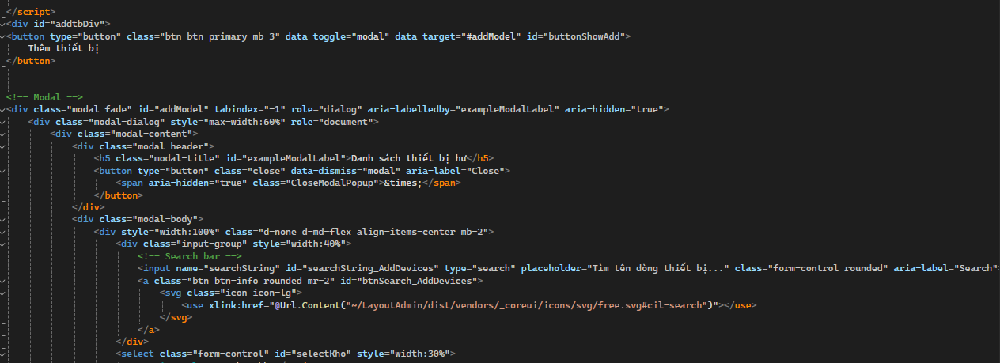 </script>
<div id="addtbDiv">
<button type="button" class="btn btn-primary mb-3" data-toggle="modal" data-target="#addModel" id="buttonShowAdd">
Thêm thiết bị
</button>
<!-- Modal -->
<div class="modal fade" id="addModel" tabindex="-1" role="dialog" aria-labelledby="exampleModalLabel" aria-hidden="true">
<div class="modal-dialog" style="max-width:60%" role="document">
<div class="modal-content">
<div class="modal-header">
<h5 class="modal-title" id="exampleModalLabel">Danh sách thiết bị hư</h5>
<button type="button" class="close" data-dismiss="modal" aria-label="Close">
<span aria-hidden="true" class="CloseModalPopup">&times;</span>
</button>
</div>
<div class="modal-body">
<div style="width:100%" class="d-none d-md-flex align-items-center mb-2">
<div class="input-group" style="width:40%">
<!-- Search bar -->
<input name="searchString" id="searchString_AddDevices" type="search" placeholder="Tìm tên dòng thiết bị..." class="form-control rounded" aria-label="Search"
<a class="btn btn-info rounded mr-2" id="btnSearch_AddDevices">
<svg class="icon icon-lg">
<use xlink:href="@Url.Content("~/LayoutAdmin/dist/vendors/_coreui/icons/svg/free.svg#cil-search")"></use>
</svg>
</a>
</div>
<select class="form-control" id="selectKho" style="width:30%">